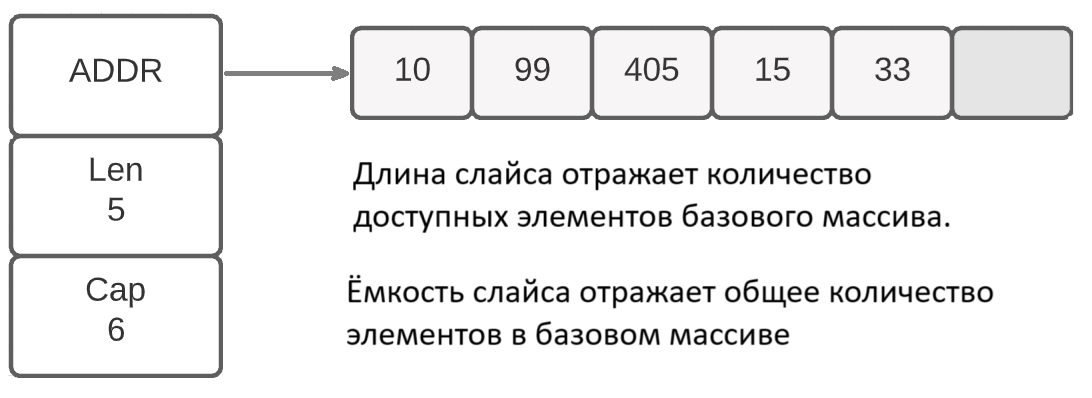 ADDR
10 99 405 15 33
Len
5
Длина слайса отражает количество
доступных элементов базового массива.
Cap
6
Ёмкость слайса отражает общее количество
элементов в базовом массиве